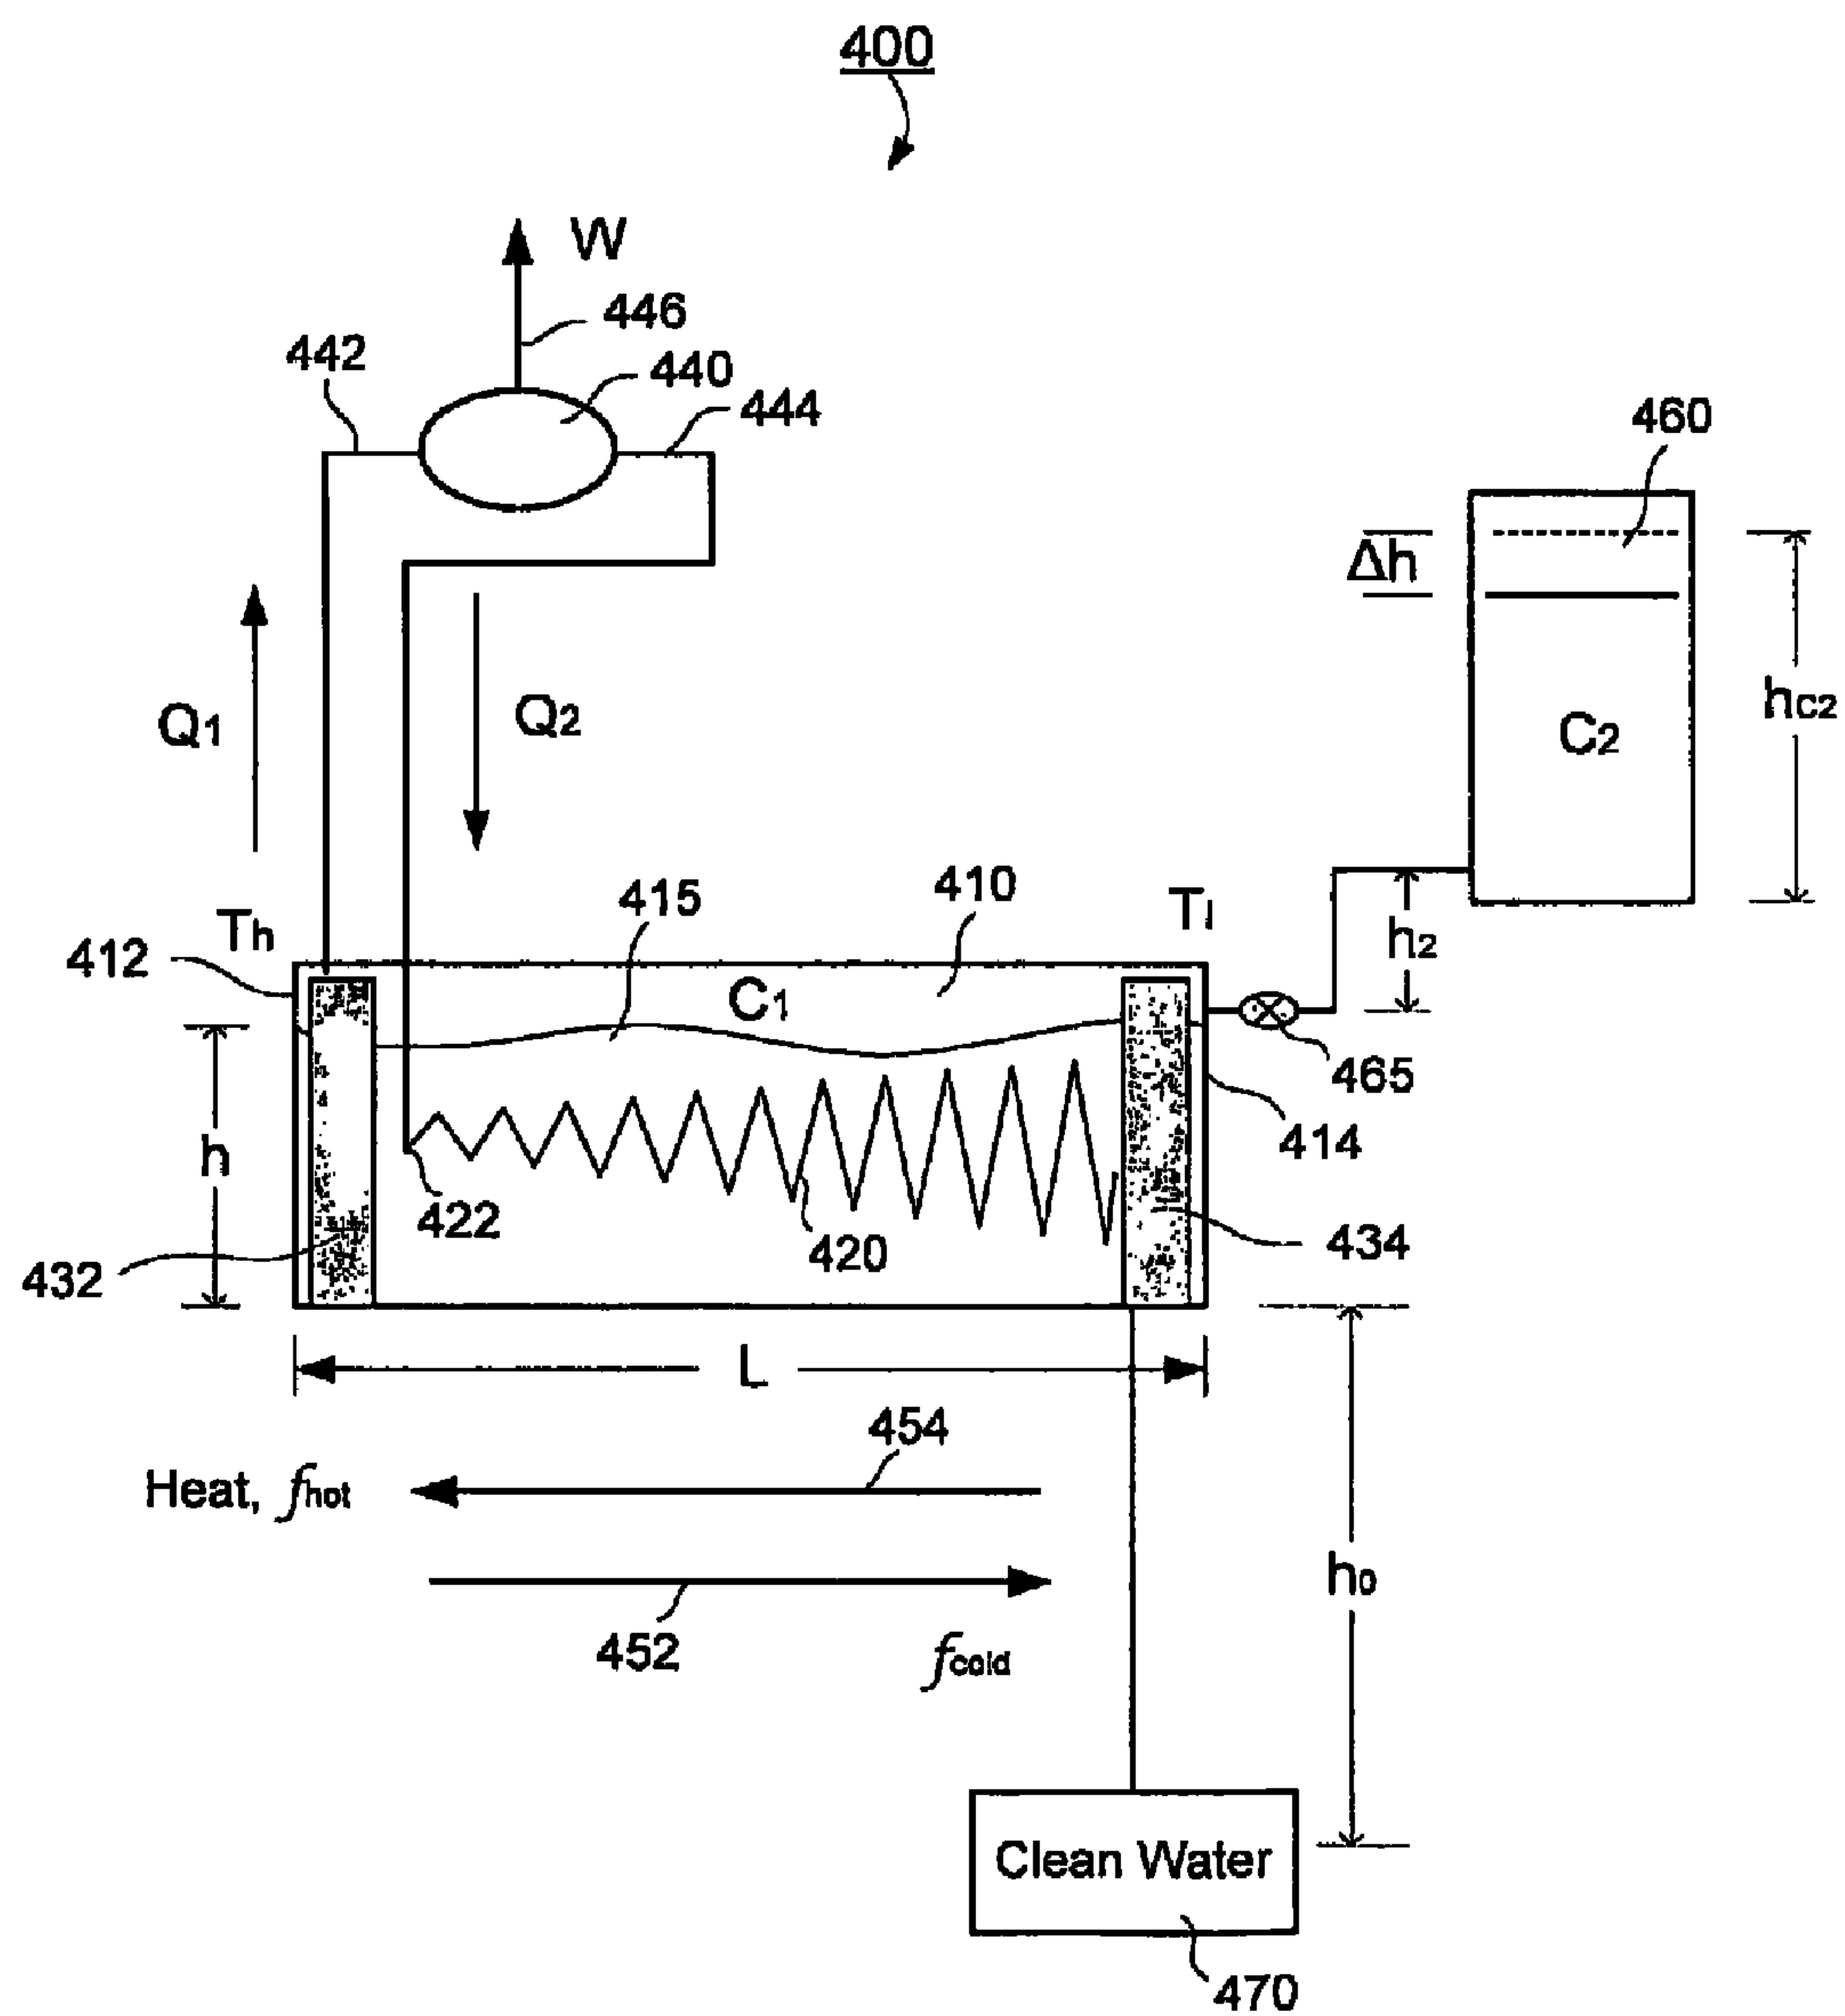 400
W
446
442
440
444
460
Δh
hC2
C2
Q1
Q2
Th
412
415
410
Tl
h2
C1
465
414
h
422
420
434
432
L
454
Heat, fhot
h0
452
fcold
Clean Water
470